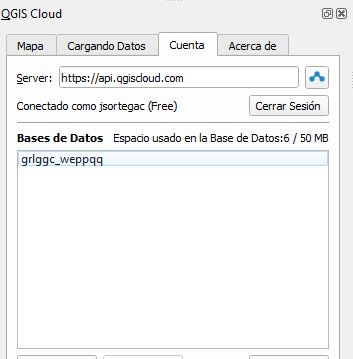 QGIS Cloud
Mapa Cargando Datos Cuenta Acerca de
Server: https://api.qgiscloud.com
Conectado como jsortegac (Free) Cerrar Sesión
Bases de Datos Espacio usado en la Base de Datos:6 / 50 MB
grlggc_weppqq